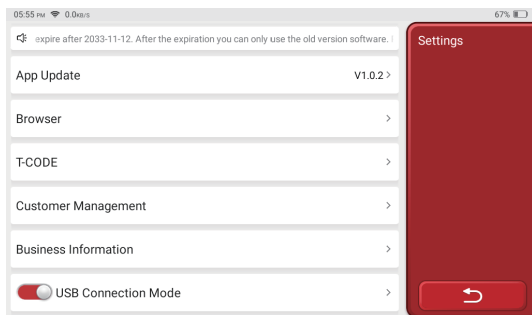 05:55 PM 0.0KB/S 67%
expire after 2033-11-12. After the expiration you can only use the old version software.
Settings
App Update V1.0.2 >
Browser >
T-CODE >
Customer Management >
Business Information >
USB Connection Mode >